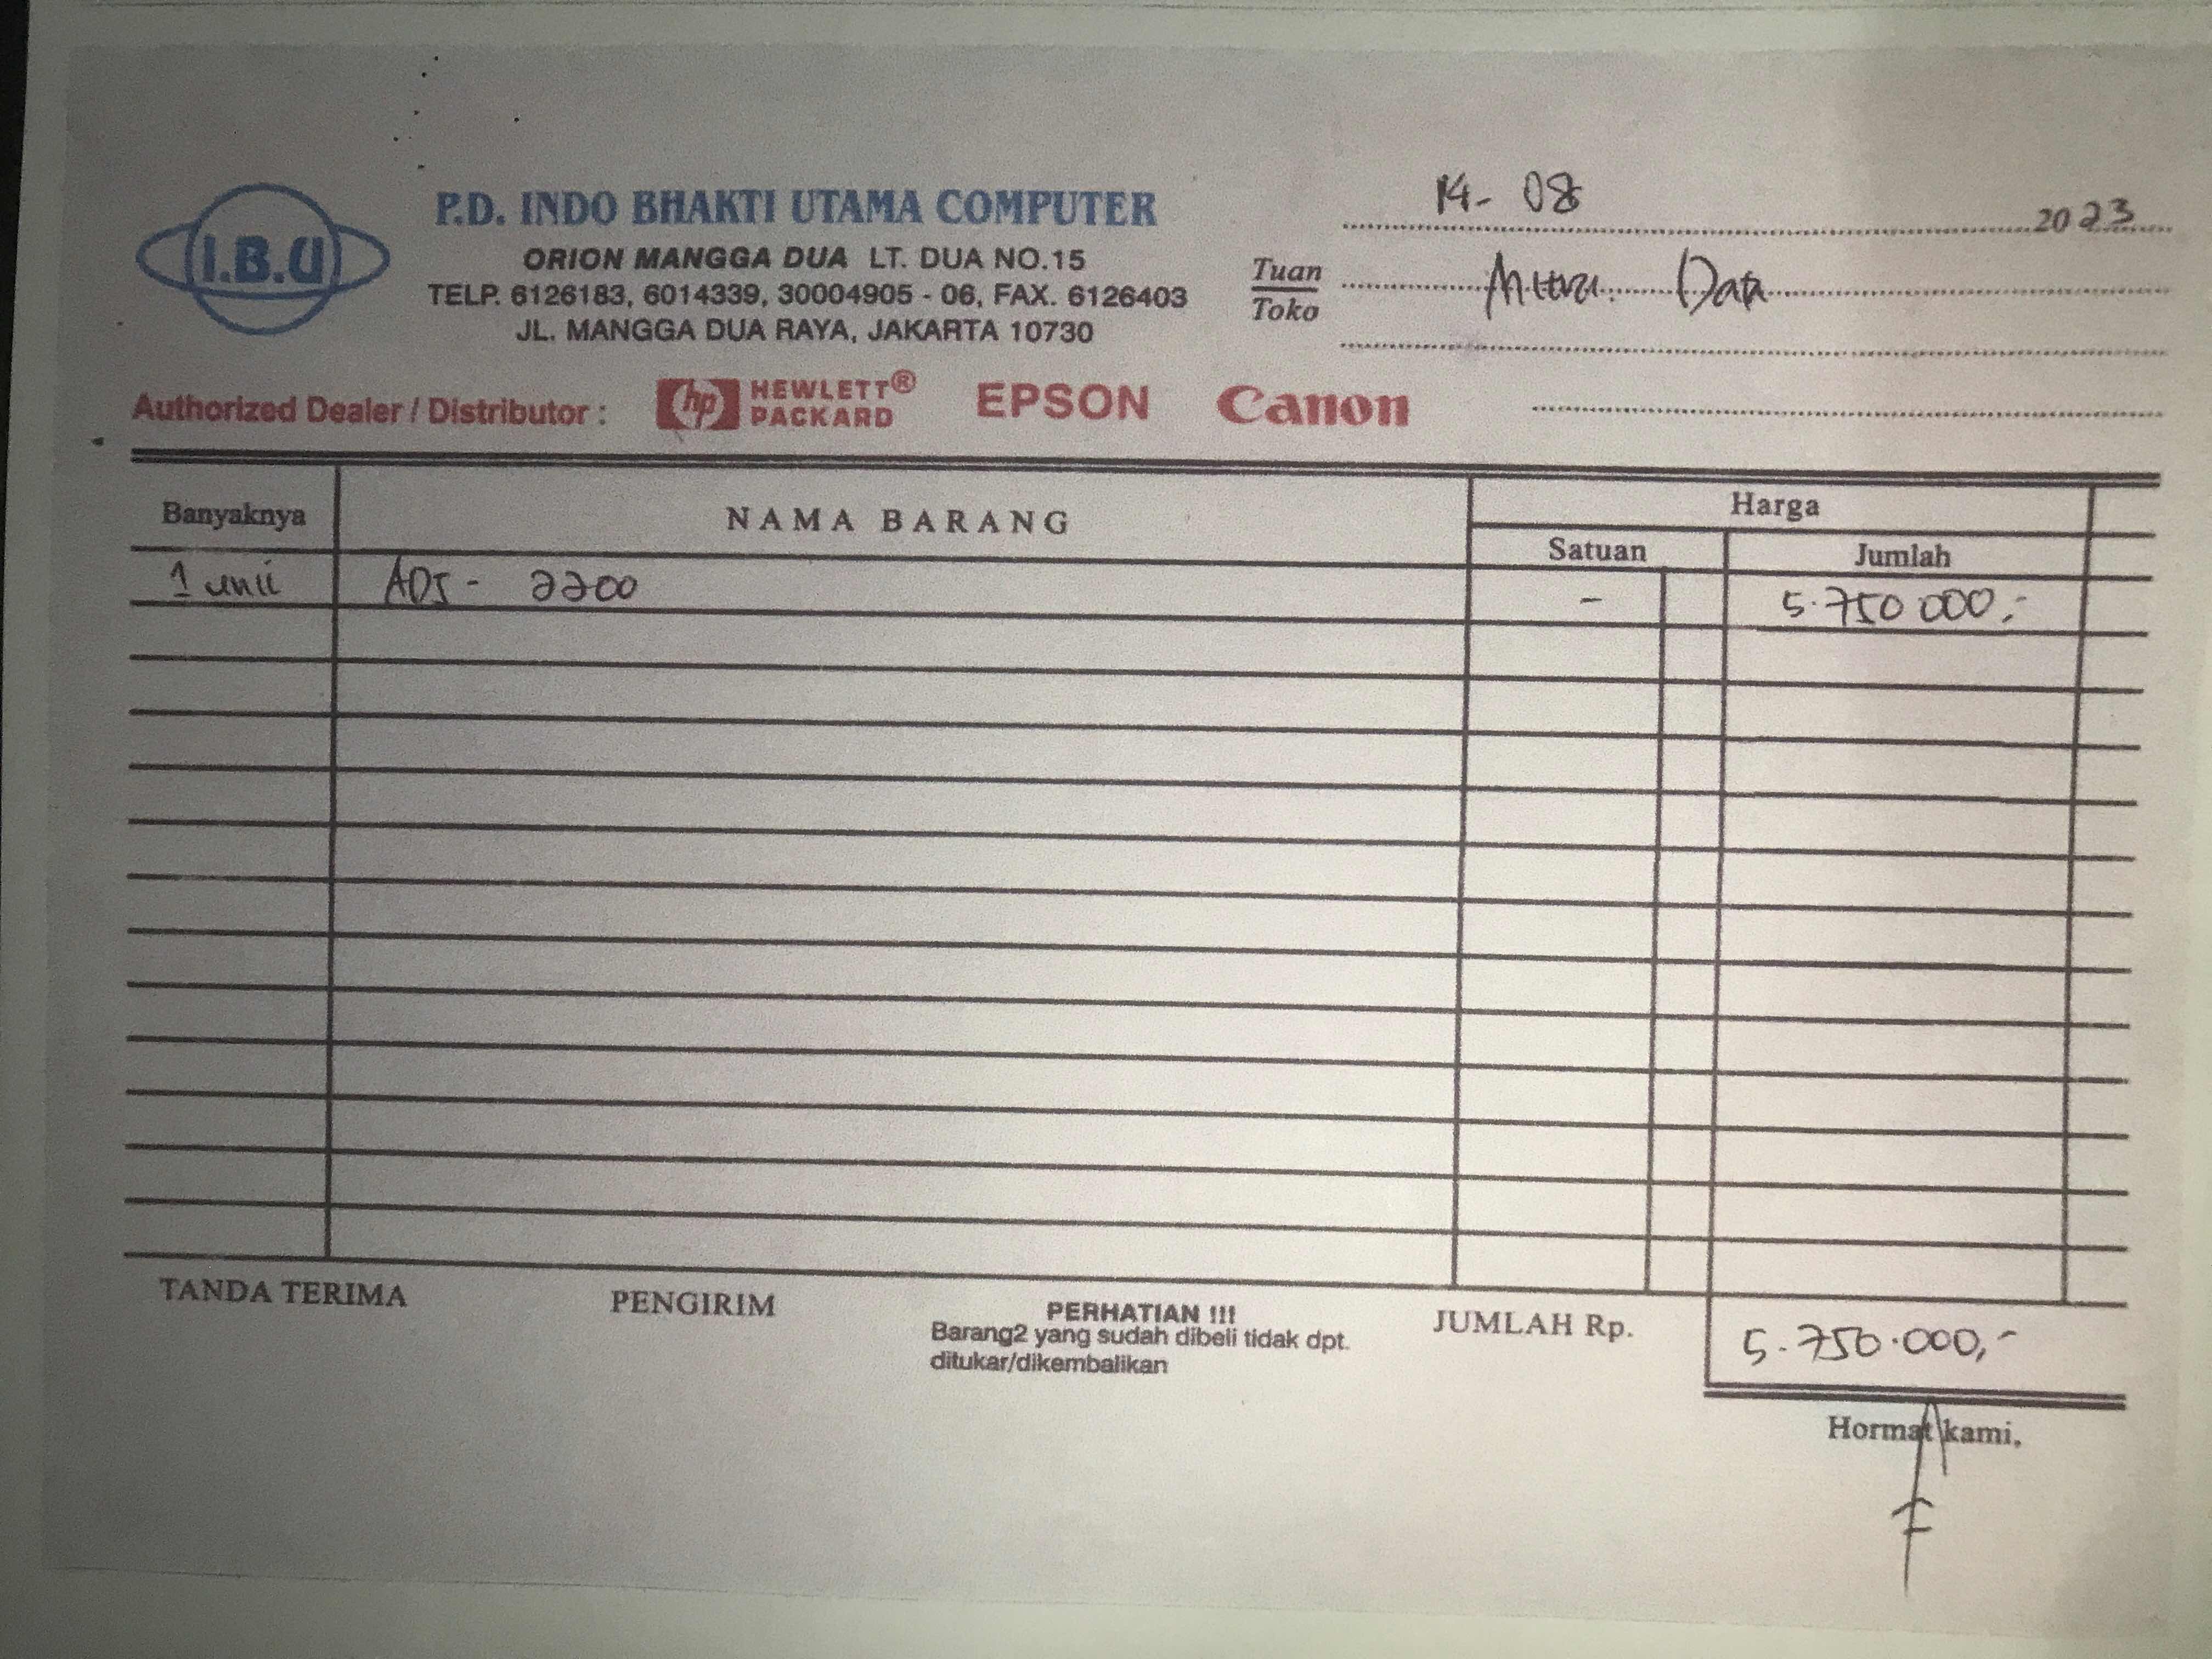 I.B.U
P.D. INDO BHAKTI UTAMA COMPUTER
ORION MANGGA DUA LT. DUA NO.15
TELP. 6126183, 6014339, 30004905 - 06, FAX. 6126403
JL. MANGGA DUA RAYA, JAKARTA 10730
14- 08 2023
Tuan
Toko
Data
Authorized Dealer / Distributor : hp HEWLETT® PACKARD EPSON Canon
Banyaknya NAMA BARANG Harga
Satuan Jumlah
1 unit ADS - 2200 - 5.750 000,-
TANDA TERIMA PENGIRIM PERHATIAN !!! JUMLAH Rp. 5.750.000,-
Barang2 yang sudah dibeli tidak dpt.
ditukar/dikembalikan
Hormat kami,